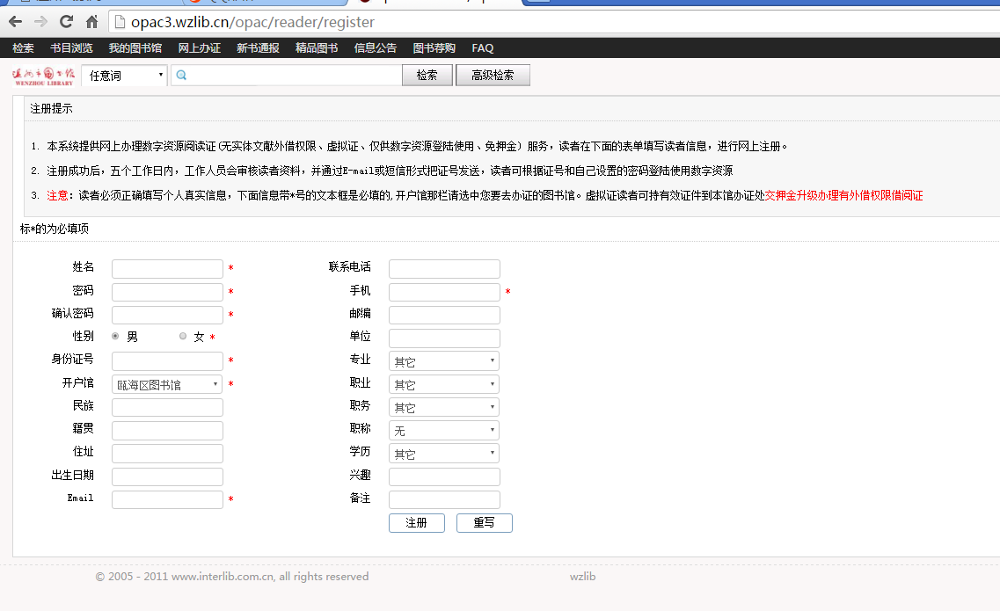 opac3.wzlib.cn/opac/reader/register
检索 书目浏览 我的图书馆 网上办证 新书通报 精品图书 信息公告 图书荐购 FAQ
温州市图书馆 任意词 检索 高级检索
WENZHOU LIBRARY
注册提示
1. 本系统提供网上办理数字资源阅读证(无实体文献外借权限、虚拟证、仅供数字资源登陆使用、免押金）服务，读者在下面的表单填写读者信息，进行网上注册。
2. 注册成功后，五个工作日内，工作人员会审核读者资料，并通过E-mail或短信形式把证号发送，读者可根据证号和自己设置的密码登陆使用数字资源
3. 注意：读者必须正确填写个人真实信息，下面信息带*号的文本框是必填的,开户馆那栏请选中您要去办证的图书馆。虚拟证读者可持有效证件到本馆办证处交押金升级办理有外借权限借阅证
标*的为必填项
姓名 * 联系电话
密码 * 手机 *
确认密码 * 邮编
性别 男 女 * 单位
身份证号 * 专业 其它
开户馆 瓯海区图书馆 * 职业 其它
民族 职务 其它
籍贯 职称 无
住址 学历 其它
出生日期 兴趣
Email * 备注
注册 重写
© 2005 - 2011 www.interlib.com.cn, all rights reserved wzlib